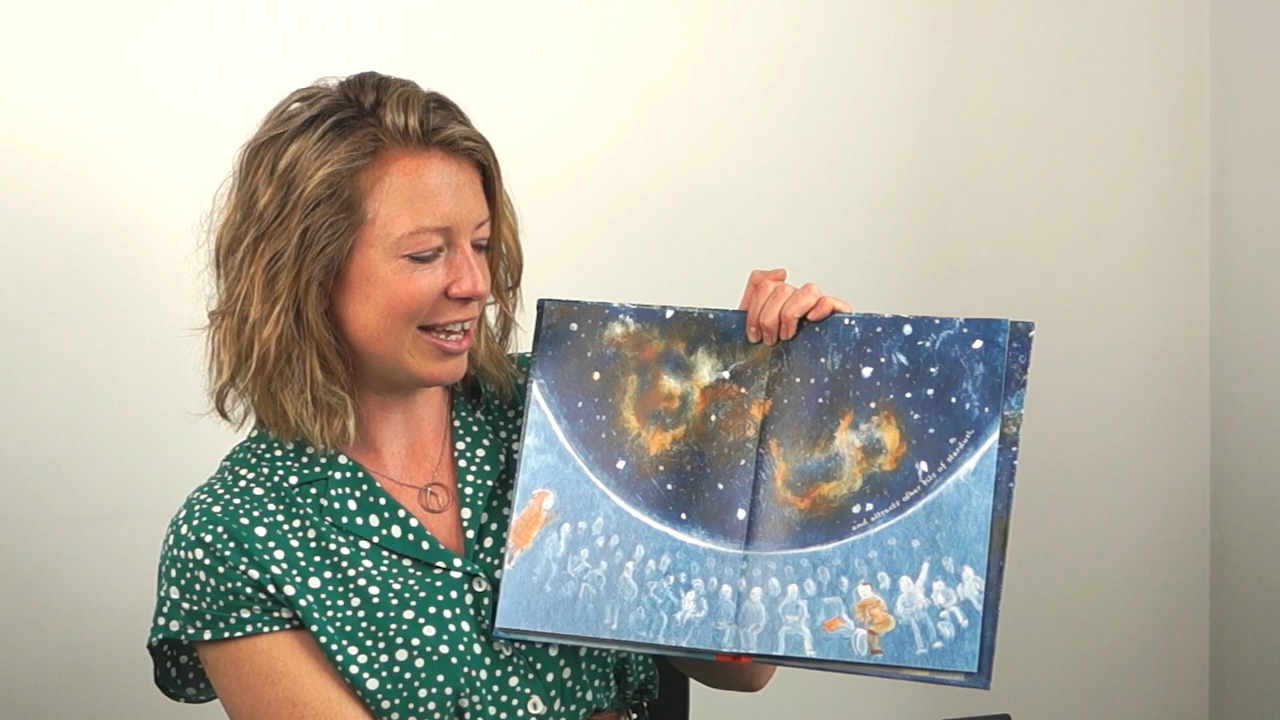 and attracts other bits of stardust,